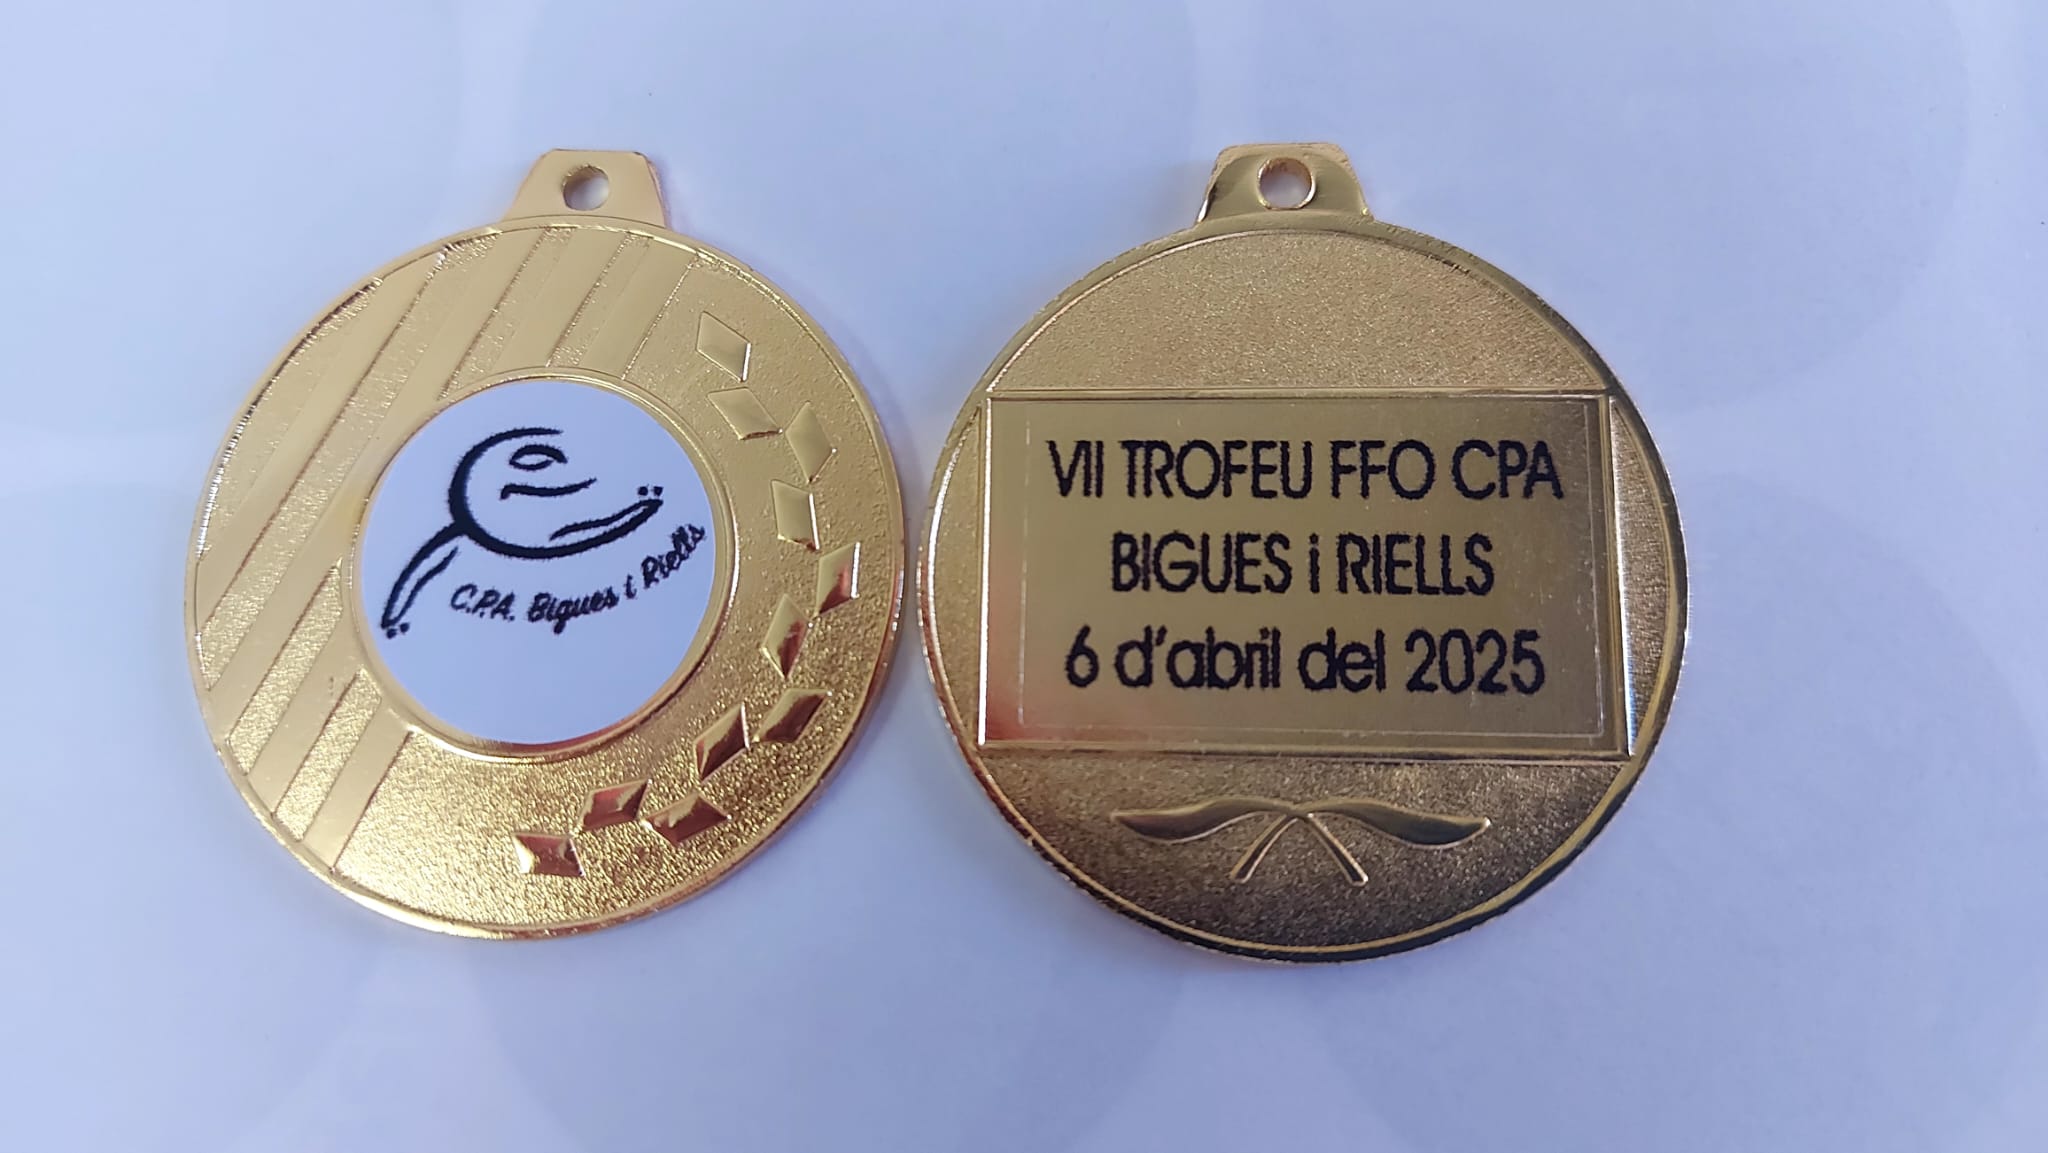 C.P.A. Bigues i Riells
VII TROFEU FFO CPA
BIGUES i RIELLS
6 d'abril del 2025